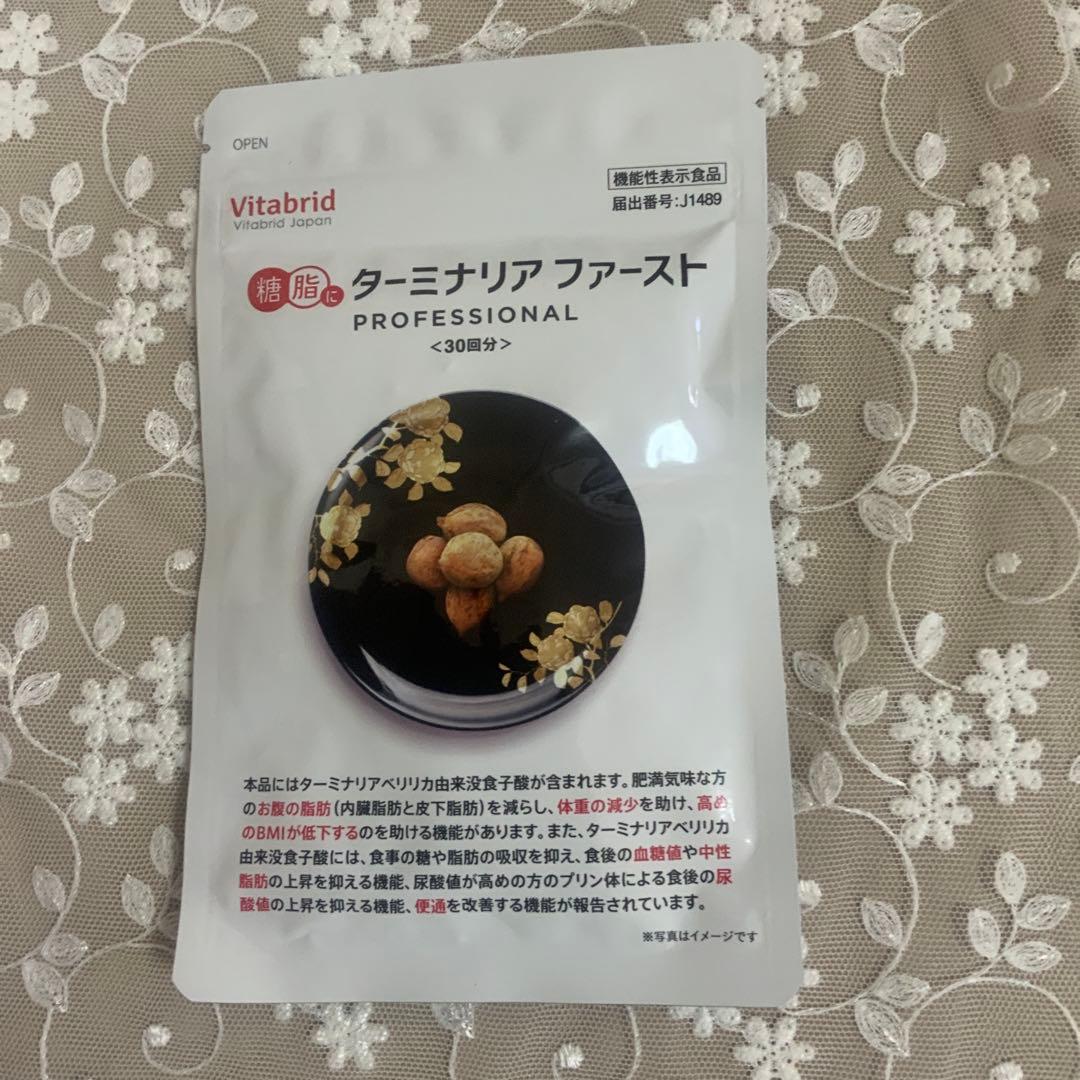 OPEN
Vitabrid
Vitabrid Japan
機能性表示食品
届出番号:J1489
糖脂に ターミナリア ファースト
PROFESSIONAL
<30回分>
本品にはターミナリアベリリカ由来没食子酸が含まれます。肥満気味な方
のお腹の脂肪(内臓脂肪と皮下脂肪)を減らし、体重の減少を助け、高め
のBMIが低下するのを助ける機能があります。また、ターミナリアベリリカ
由来没食子酸には、食事の糖や脂肪の吸収を抑え、食後の血糖値や中性
脂肪の上昇を抑える機能、尿酸値が高めの方のプリン体による食後の尿
酸値の上昇を抑える機能、便通を改善する機能が報告されています。
※写真はイメージです